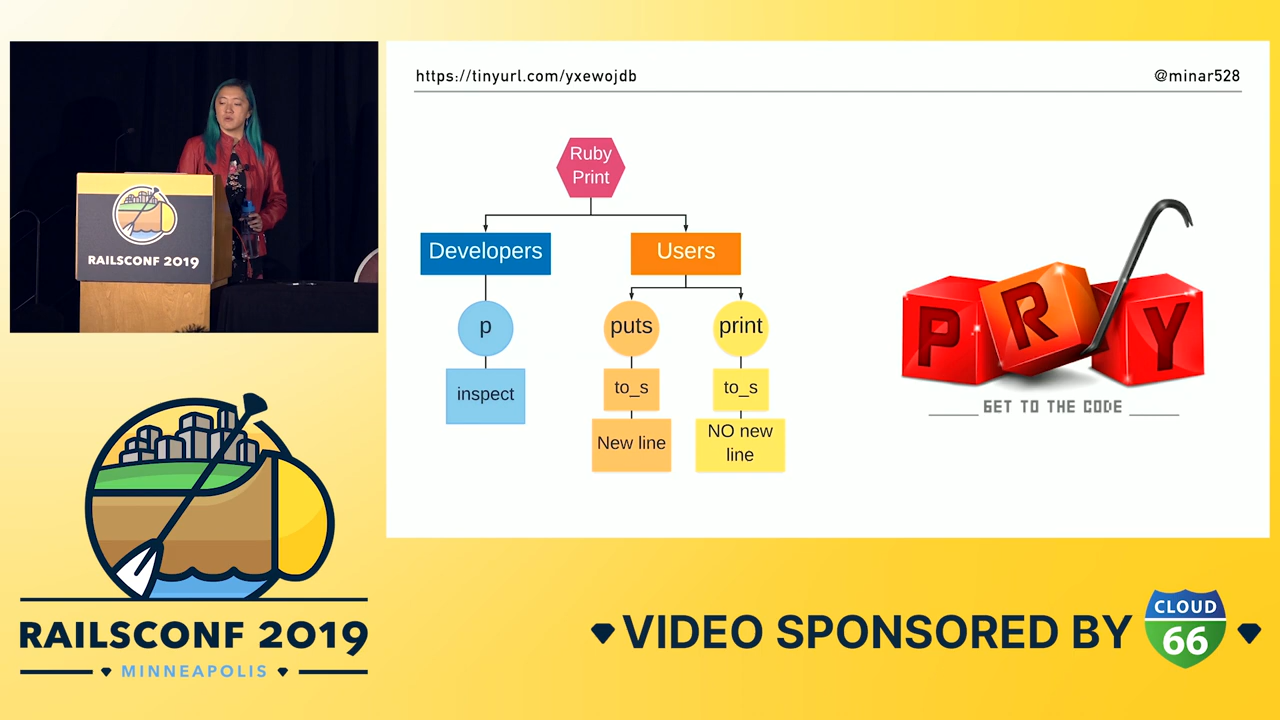 https://tinyurl.com/yxewojdb
@minar528
Ruby
Print
Developers
Users
p
puts
print
inspect
to_s
to_s
New line
NO new
line
PRY
GET TO THE CODE
RAILSCONF 2019
RAILSCONF 2019
MINNEAPOLIS
VIDEO SPONSORED BY
CLOUD
66